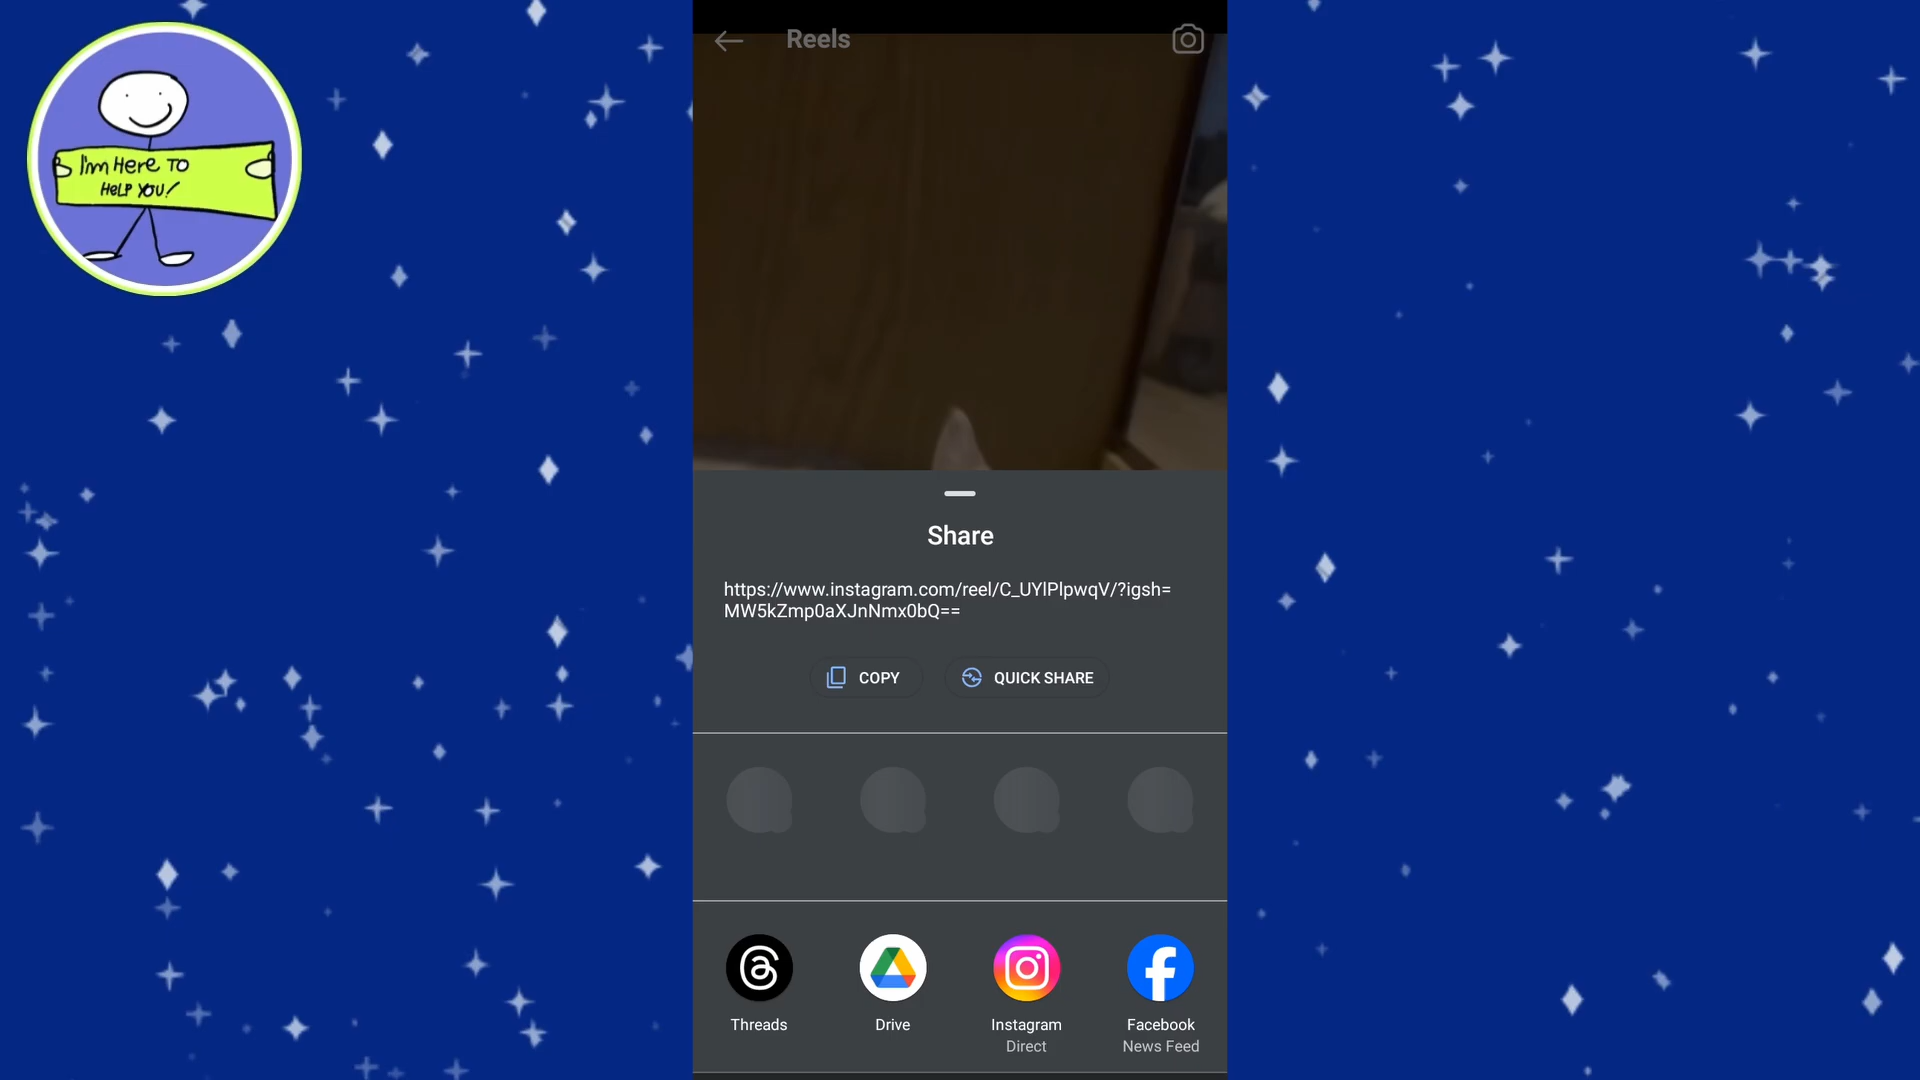 Reels
I'm Here To
HELP YOU!
Share
https://www.instagram.com/reel/C_UYlPlpwqV/?igsh=
MW5kZmp0aXJnNmx0bQ==
COPY
QUICK SHARE
Threads
Drive
Instagram
Direct
Facebook
News Feed